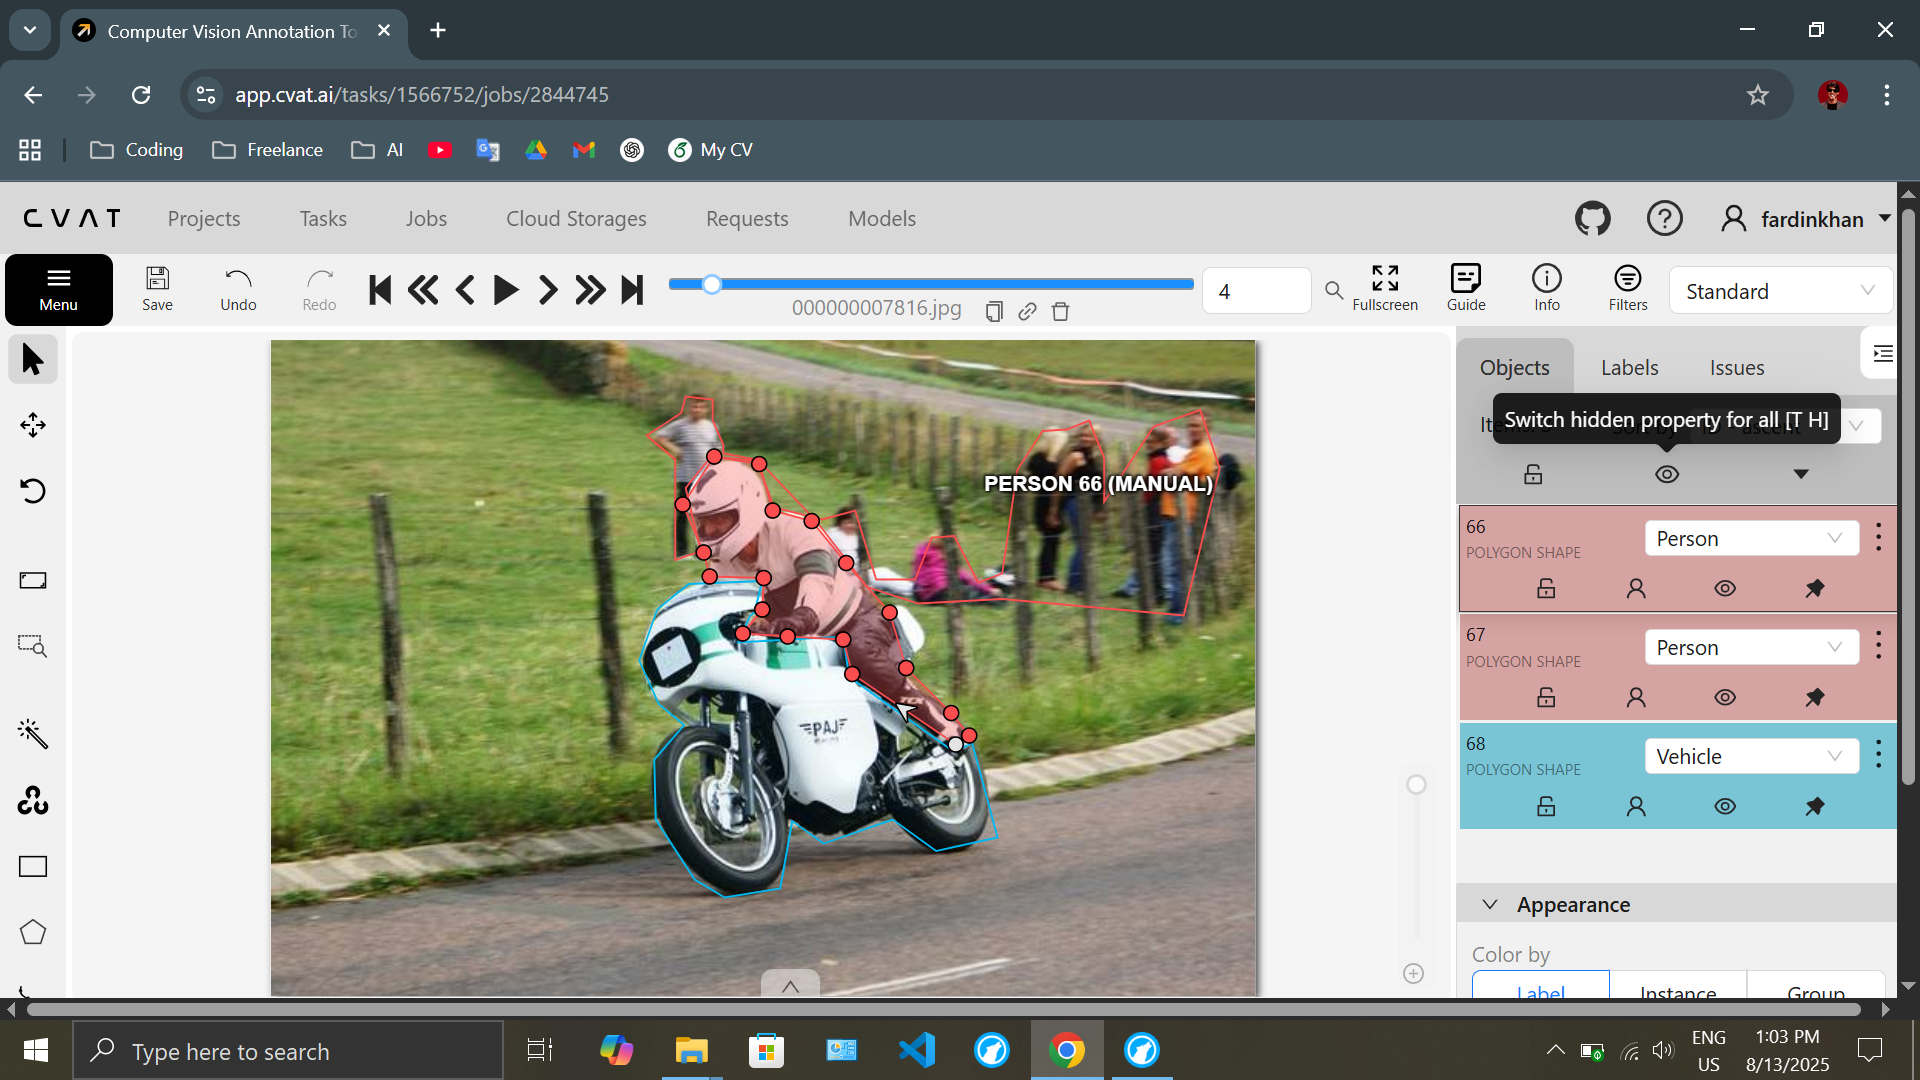 Computer Vision Annotation To
app.cvat.ai/tasks/1566752/jobs/2844745
Coding
Freelance
AI
My CV
CVAT
Projects
Tasks
Jobs
Cloud Storages
Requests
Models
fardinkhan
Menu
Save
Undo
Redo
000000007816.jpg
4
Fullscreen
Guide
Info
Filters
Standard
Objects
Labels
Issues
Switch hidden property for all [T H]
PERSON 66 (MANUAL)
66
POLYGON SHAPE
Person
67
POLYGON SHAPE
Person
68
POLYGON SHAPE
Vehicle
PAJ
Appearance
Color by
Label
Instance
Group
Type here to search
ENG
US
1:03 PM
8/13/2025